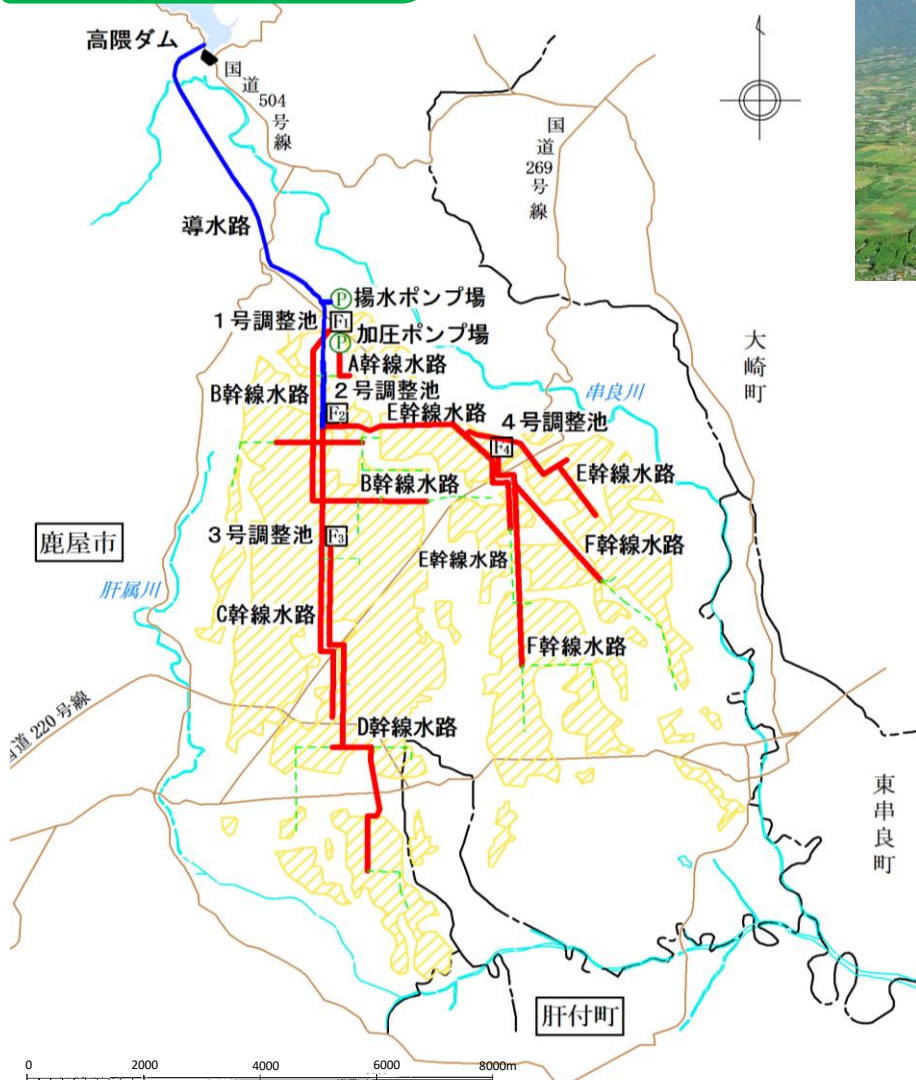 高隈ダム
国道504号線
国道269号線
導水路
Ⓟ揚水ポンプ場
1号調整池 F1
Ⓟ 加圧ポンプ場
A幹線水路
大崎町
B幹線水路
2号調整池
F2
E幹線水路
串良川
4号調整池
F4
E幹線水路
B幹線水路
鹿屋市
3号調整池 F3
F幹線水路
E幹線水路
肝属川
C幹線水路
F幹線水路
道220号線
D幹線水路
東串良町
肝付町
0 2000 4000 6000 8000m